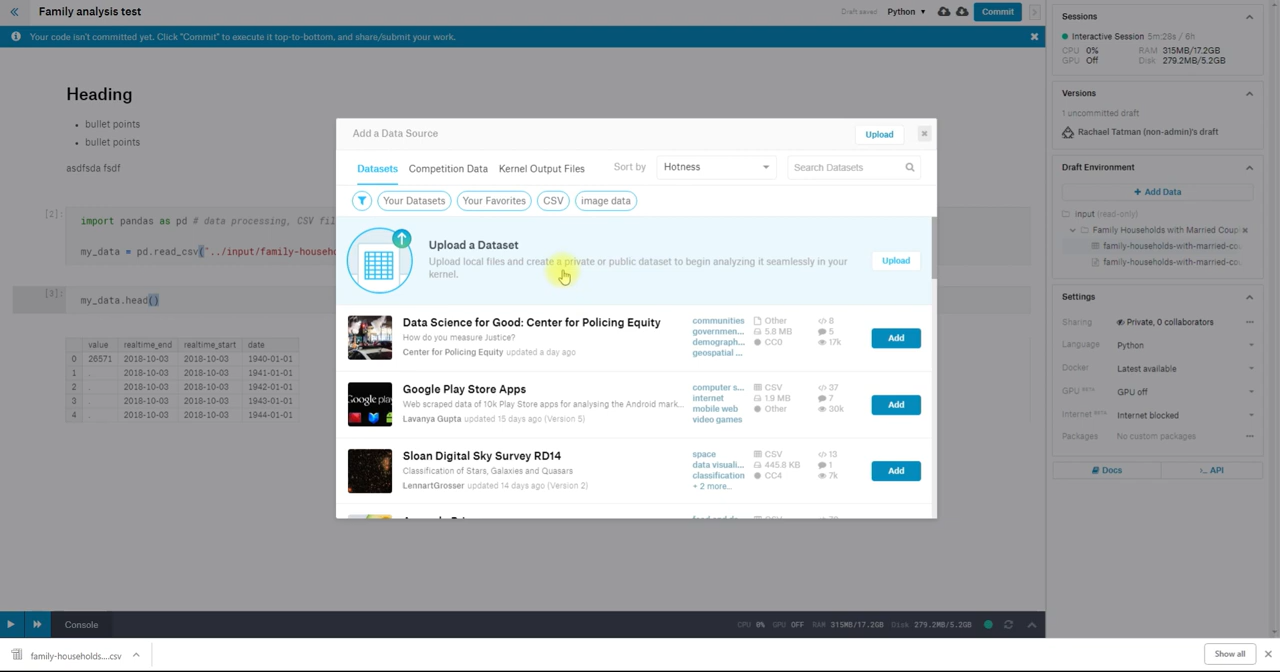 Family analysis test
Draft saved Python Commit
Your code isn't committed yet. Click "Commit" to execute it top-to-bottom, and share/submit your work.
Heading
bullet points
bullet points
asdfsda fsdf
[2]:
import pandas as pd # data processing, CSV fil
my_data = pd.read_csv("../input/family-househo
[3]:
my_data.head()
value realtime_end realtime_start date
0 26571 2018-10-03 2018-10-03 1940-01-01
1 . 2018-10-03 2018-10-03 1941-01-01
2 . 2018-10-03 2018-10-03 1942-01-01
3 . 2018-10-03 2018-10-03 1943-01-01
4 . 2018-10-03 2018-10-03 1944-01-01
Add a Data Source
Upload
Datasets Competition Data Kernel Output Files Sort by Hotness Search Datasets
Your Datasets Your Favorites CSV image data
Upload a Dataset
Upload local files and create a private or public dataset to begin analyzing it seamlessly in your
kernel.
Upload
Data Science for Good: Center for Policing Equity
How do you measure Justice?
Center for Policing Equity updated a day ago
communities
governmen...
demograph...
geospatial ...
Other
5.8 MB
CC0
8
5
17k
Add
Google Play Store Apps
Web scraped data of 10k Play Store apps for analysing the Android mark...
Lavanya Gupta updated 15 days ago (Version 5)
computer s...
internet
mobile web
video games
CSV
1.9 MB
Other
37
7
30k
Add
Sloan Digital Sky Survey RD14
Classification of Stars, Galaxies and Quasars
LennartGrosser updated 14 days ago (Version 2)
space
data visuali...
classification
+ 2 more...
CSV
445.8 KB
CC4
13
1
7k
Add
Sessions
Interactive Session 5m:28s / 6h
CPU 0% RAM 315MB/17.2GB
GPU Off Disk 279.2MB/5.2GB
Versions
1 uncommitted draft
Rachael Tatman (non-admin)'s draft
Draft Environment
+ Add Data
input (read-only)
Family Households with Married Coup
families-households-with-married-co
family-households-with-married-co
Settings
Sharing Private, 0 collaborators
Language Python
Docker Latest available
GPU BETA GPU off
Internet BETA Internet blocked
Packages No custom packages
Docs API
Console
CPU 0% GPU OFF RAM 315MB/17.2GB Disk 279.2MB/5.2GB
family-households....csv
Show all